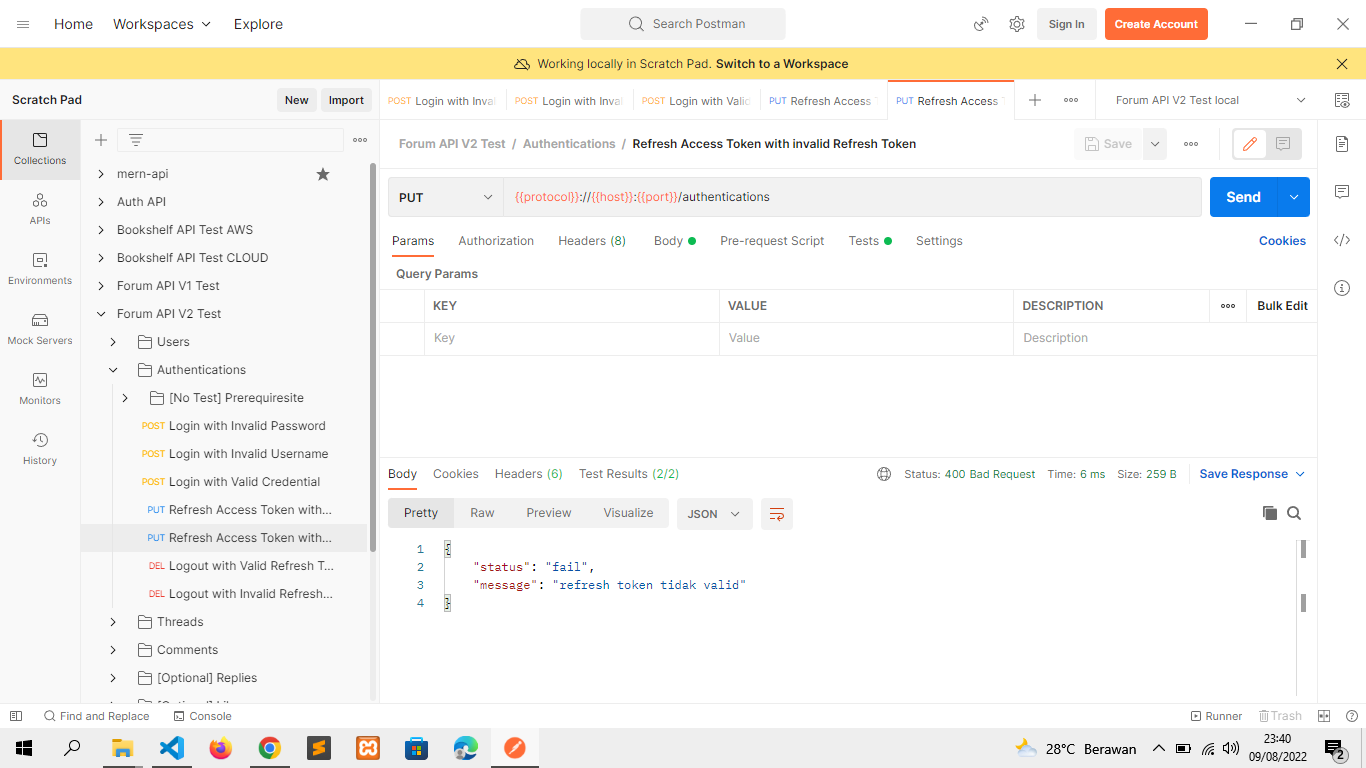 Home Workspaces Explore Search Postman Sign In Create Account
Working locally in Scratch Pad. Switch to a Workspace
Scratch Pad New Import
POST Login with Inval POST Login with Inval POST Login with Valid PUT Refresh Access PUT Refresh Access Forum API V2 Test local
Collections
APIs
Environments
Mock Servers
Monitors
History
mern-api
Auth API
Bookshelf API Test AWS
Bookshelf API Test CLOUD
Forum API V1 Test
Forum API V2 Test
Users
Authentications
[No Test] Prerequiresite
POST Login with Invalid Password
POST Login with Invalid Username
POST Login with Valid Credential
PUT Refresh Access Token with...
PUT Refresh Access Token with...
DEL Logout with Valid Refresh T...
DEL Logout with Invalid Refresh...
Threads
Comments
[Optional] Replies
Forum API V2 Test / Authentications / Refresh Access Token with invalid Refresh Token Save
PUT {{protocol}}://{{host}}:{{port}}/authentications Send
Params Authorization Headers (8) Body Pre-request Script Tests Settings Cookies
Query Params
KEY VALUE DESCRIPTION Bulk Edit
Key Value Description
Body Cookies Headers (6) Test Results (2/2) Status: 400 Bad Request Time: 6 ms Size: 259 B Save Response
Pretty Raw Preview Visualize JSON
1 {
2 "status": "fail",
3 "message": "refresh token tidak valid"
4 }
Find and Replace Console Runner Trash
28°C Berawan 23:40
09/08/2022
2